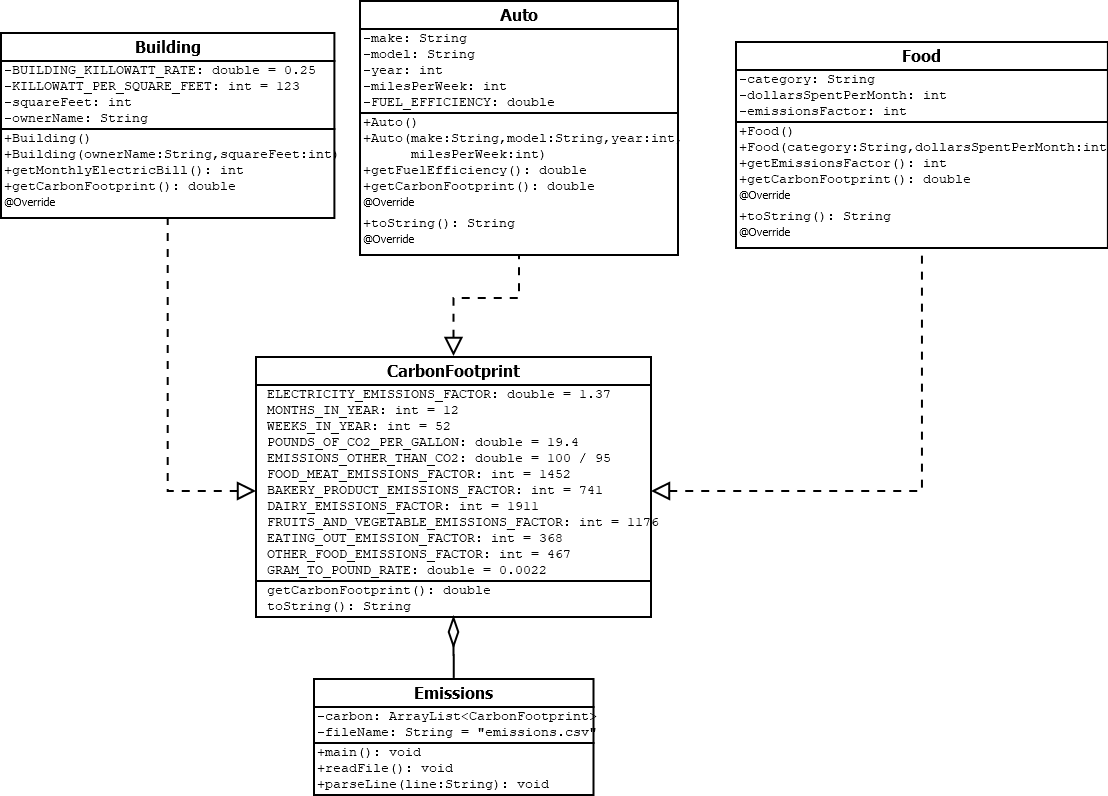 Building
-BUILDING_KILLOWATT_RATE: double = 0.25
-KILLOWATT_PER_SQUARE_FEET: int = 123
-squareFeet: int
-ownerName: String
+Building()
+Building(ownerName:String,squareFeet:int)
+getMonthlyElectricBill(): int
+getCarbonFootprint(): double
@Override
Auto
-make: String
-model: String
-year: int
-milesPerWeek: int
-FUEL_EFFICIENCY: double
+Auto()
+Auto(make:String,model:String,year:int,
milesPerWeek:int)
+getFuelEfficiency(): double
+getCarbonFootprint(): double
@Override
+toString(): String
@Override
Food
-category: String
-dollarsSpentPerMonth: int
-emissionsFactor: int
+Food()
+Food(category:String,dollarsSpentPerMonth:int
+getEmissionsFactor(): int
+getCarbonFootprint(): double
@Override
+toString(): String
@Override
CarbonFootprint
ELECTRICITY_EMISSIONS_FACTOR: double = 1.37
MONTHS_IN_YEAR: int = 12
WEEKS_IN_YEAR: int = 52
POUNDS_OF_CO2_PER_GALLON: double = 19.4
EMISSIONS_OTHER_THAN_CO2: double = 100 / 95
FOOD_MEAT_EMISSIONS_FACTOR: int = 1452
BAKERY_PRODUCT_EMISSIONS_FACTOR: int = 741
DAIRY_EMISSIONS_FACTOR: int = 1911
FRUITS_AND_VEGETABLE_EMISSIONS_FACTOR: int = 1176
EATING_OUT_EMISSION_FACTOR: int = 368
OTHER_FOOD_EMISSIONS_FACTOR: int = 467
GRAM_TO_POUND_RATE: double = 0.0022
getCarbonFootprint(): double
toString(): String
Emissions
-carbon: ArrayList<CarbonFootprint>
-fileName: String = "emissions.csv"
+main(): void
+readFile(): void
+parseLine(line:String): void